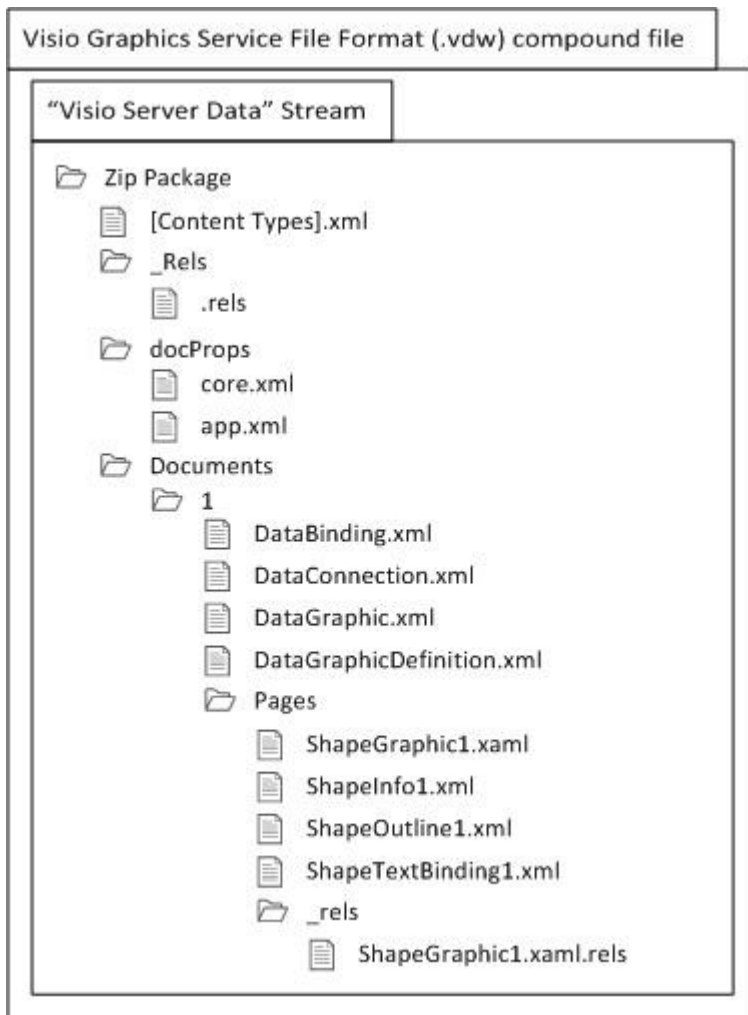 Visio Graphics Service File Format (.vdw) compound file
“Visio Server Data” Stream
Zip Package
[Content Types].xml
_Rels
.rels
docProps
core.xml
app.xml
Documents
1
DataBinding.xml
DataConnection.xml
DataGraphic.xml
DataGraphicDefinition.xml
Pages
ShapeGraphic1.xaml
ShapeInfo1.xml
ShapeOutline1.xml
ShapeTextBinding1.xml
_rels
ShapeGraphic1.xaml.rels